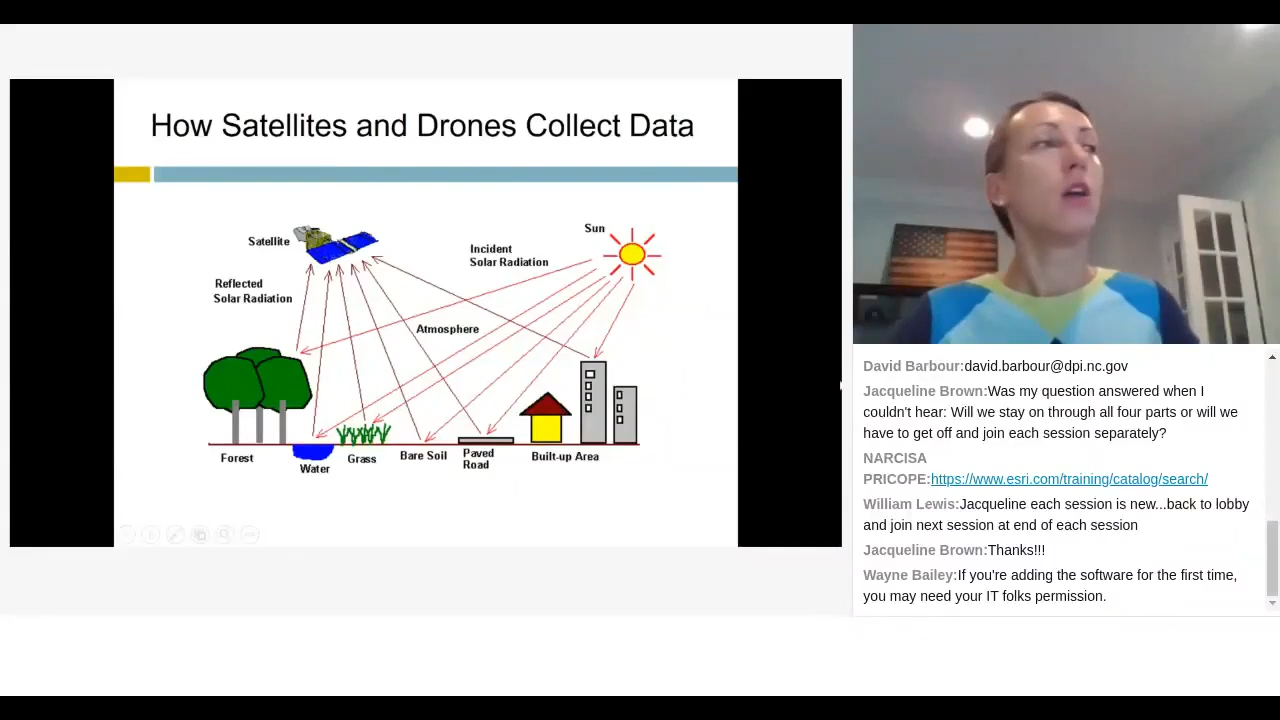 How Satellites and Drones Collect Data
Sun
Satellite
Incident
Solar Radiation
Reflected
Solar Radiation
Atmosphere
Forest
Water
Grass
Bare Soil
Paved
Road
Built-up Area
David Barbour:david.barbour@dpi.nc.gov
Jacqueline Brown:Was my question answered when I
couldn't hear: Will we stay on through all four parts or will we
have to get off and join each session separately?
NARCISA
PRICOPE:https://www.esri.com/training/catalog/search/
William Lewis:Jacqueline each session is new...back to lobby
and join next session at end of each session
Jacqueline Brown:Thanks!!!
Wayne Bailey:If you're adding the software for the first time,
you may need your IT folks permission.